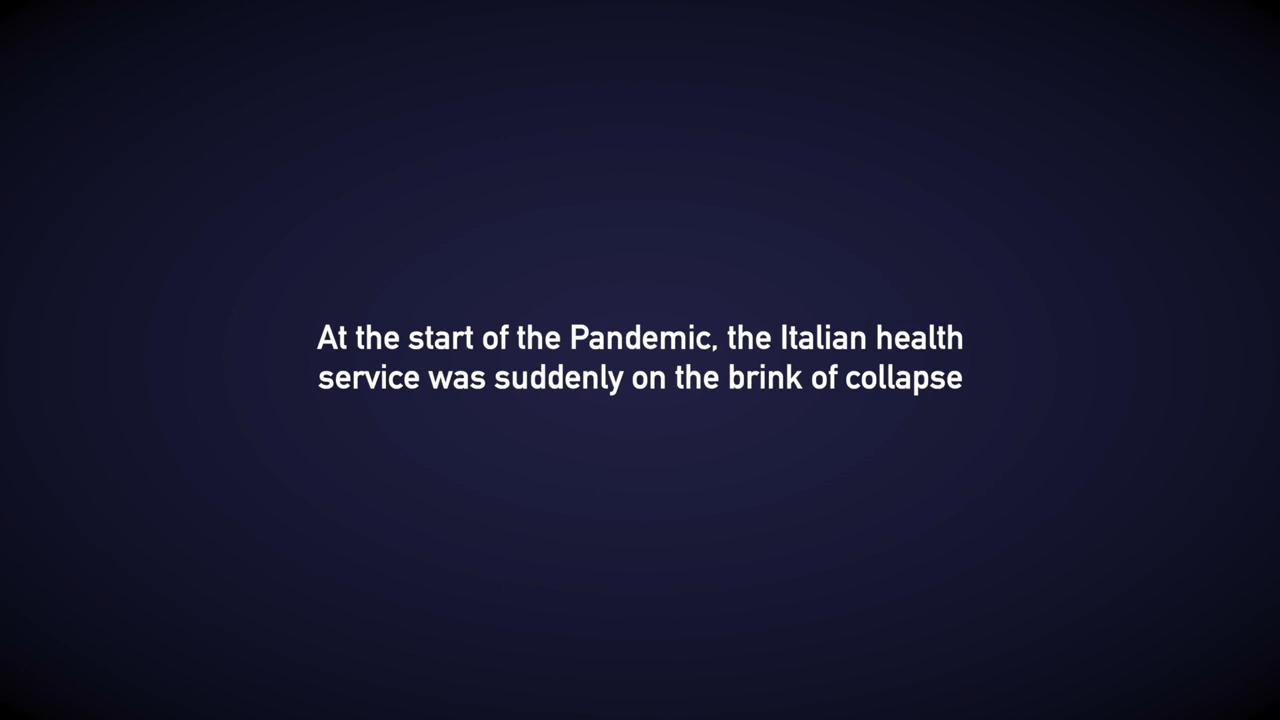 At the start of the Pandemic, the Italian health
service was suddenly on the brink of collapse